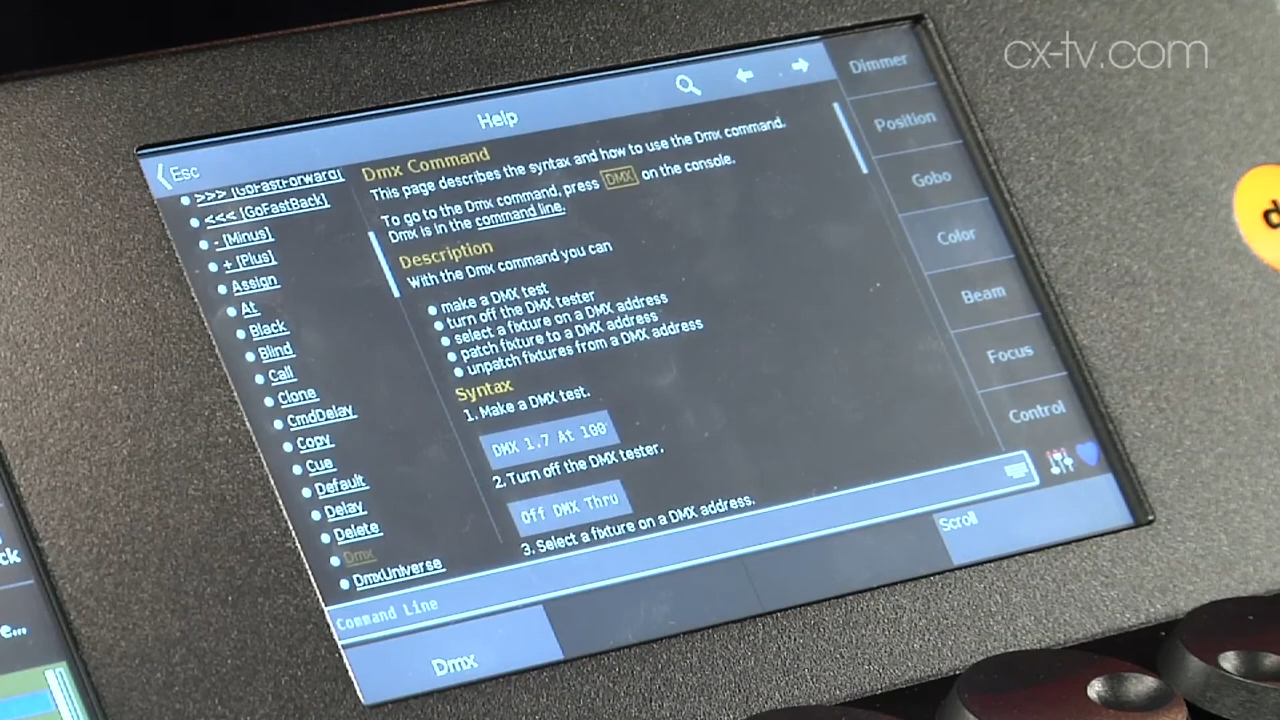 cx-tv.com
Help
Esc
>>> [GoFastForward]
<<< [GoFastBack]
- [Minus]
+ [Plus]
Assign
At
Black
Blind
Call
Clone
CmdDelay
Copy
Cue
Default
Delay
Delete
Dmx
DmxUniverse
Dmx Command
This page describes the syntax and how to use the Dmx command.
To go to the Dmx command, press DMX on the console.
Dmx is in the command line.
Description
With the Dmx command you can
make a DMX test
turn off the DMX tester
select a fixture on a DMX address
patch fixture to a DMX address
unpatch fixtures from a DMX address
Syntax
1. Make a DMX test.
DMX 1.7 At 100
2. Turn off the DMX tester.
Off DMX Thru
3. Select a fixture on a DMX address.
Dimmer
Position
Gobo
Color
Beam
Focus
Control
Command Line
Scroll
Dmx
ck
e...
d